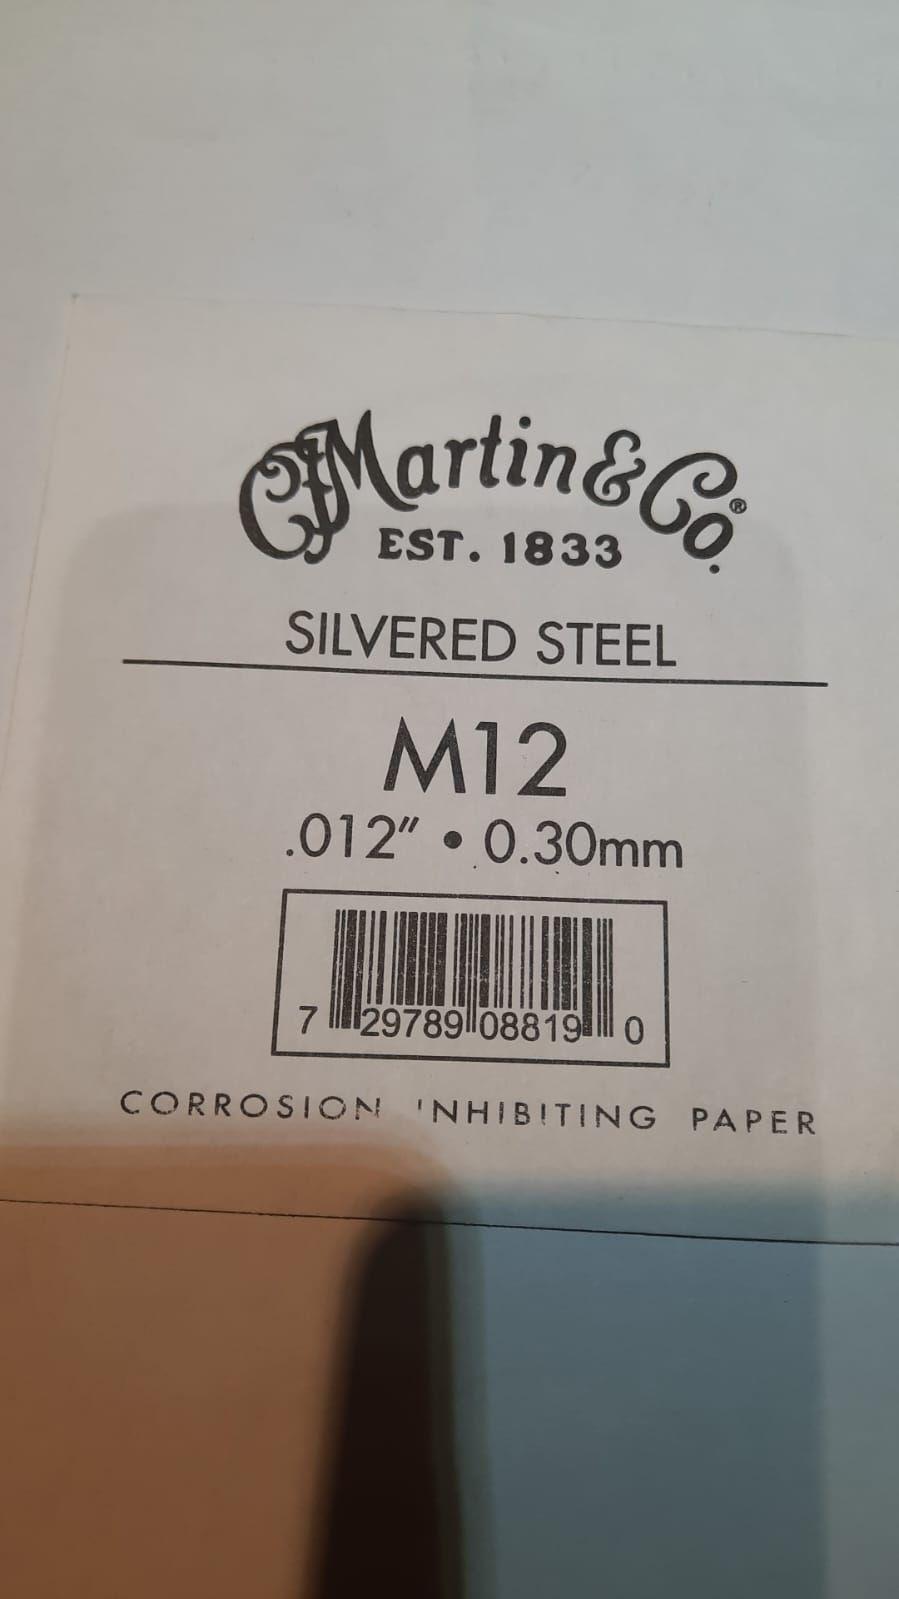 CFMartin & Co.®
EST. 1833
SILVERED STEEL
M12
.012" • 0.30mm
7 29789 08819 0
CORROSION INHIBITING PAPER